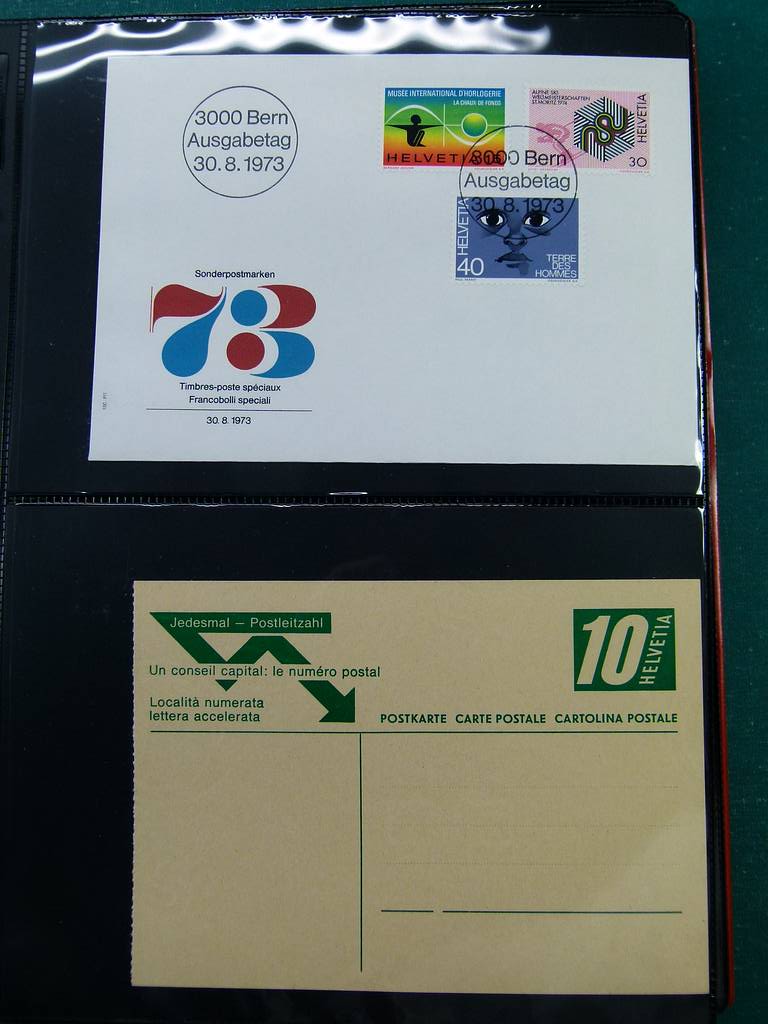 3000 Bern
Ausgabetag
30.8.1973
MUSÉE INTERNATIONAL D'HORLOGERIE
LA CHAUX DE FONDS
HELVETIA 15
ALPINE SKI
WELTMEISTERSCHAFTEN
ST. MORITZ 1974
HELVETIA
30
3000 Bern
Ausgabetag
30.8.1973
HELVETIA
40
TERRE
DES
HOMMES
Sonderpostmarken
73
Timbres-poste spéciaux
Francobolli speciali
30. 8. 1973
Jedesmal – Postleitzahl
Un conseil capital: le numéro postal
Località numerata
lettera accelerata
10
HELVETIA
POSTKARTE CARTE POSTALE CARTOLINA POSTALE